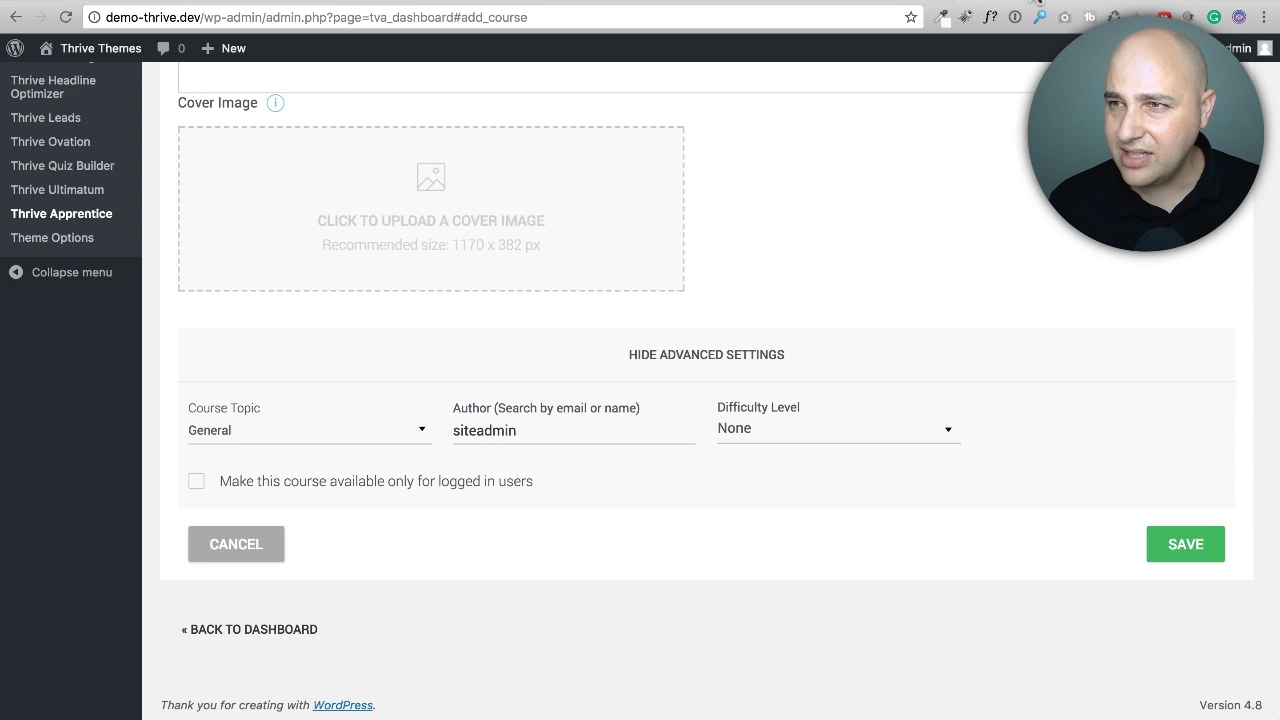 demo-thrive.dev/wp-admin/admin.php?page=tva_dashboard#add_course
Thrive Themes 0 New
Thrive Headline
Optimizer
Thrive Leads
Thrive Ovation
Thrive Quiz Builder
Thrive Ultimatum
Thrive Apprentice
Theme Options
Collapse menu
Cover Image
CLICK TO UPLOAD A COVER IMAGE
Recommended size: 1170 x 382 px
HIDE ADVANCED SETTINGS
Course Topic
General
Author (Search by email or name)
siteadmin
Difficulty Level
None
Make this course available only for logged in users
CANCEL
SAVE
« BACK TO DASHBOARD
Thank you for creating with WordPress.
Version 4.8